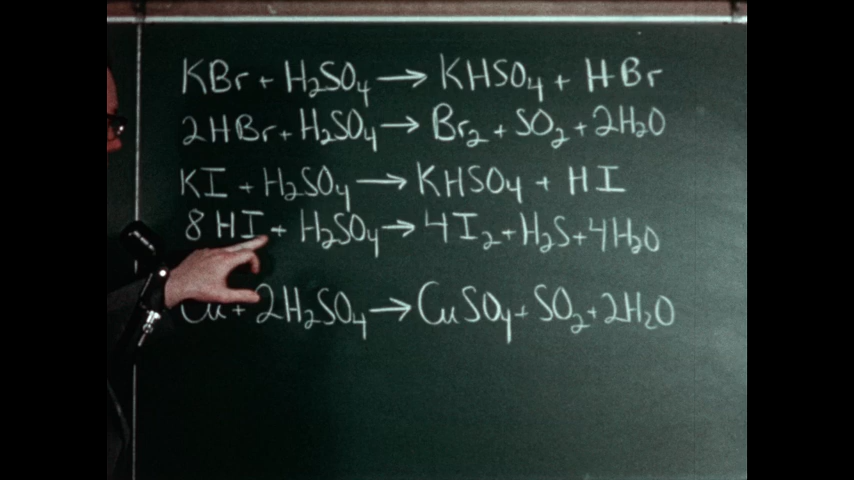 KBr + H₂SO₄ → KHSO₄ + HBr
2HBr + H₂SO₄ → Br₂ + SO₂ + 2H₂O
KI + H₂SO₄ → KHSO₄ + HI
8HI + H₂SO₄ → 4I₂ + H₂S + 4H₂O
Cu + 2H₂SO₄ → CuSO₄ + SO₂ + 2H₂O